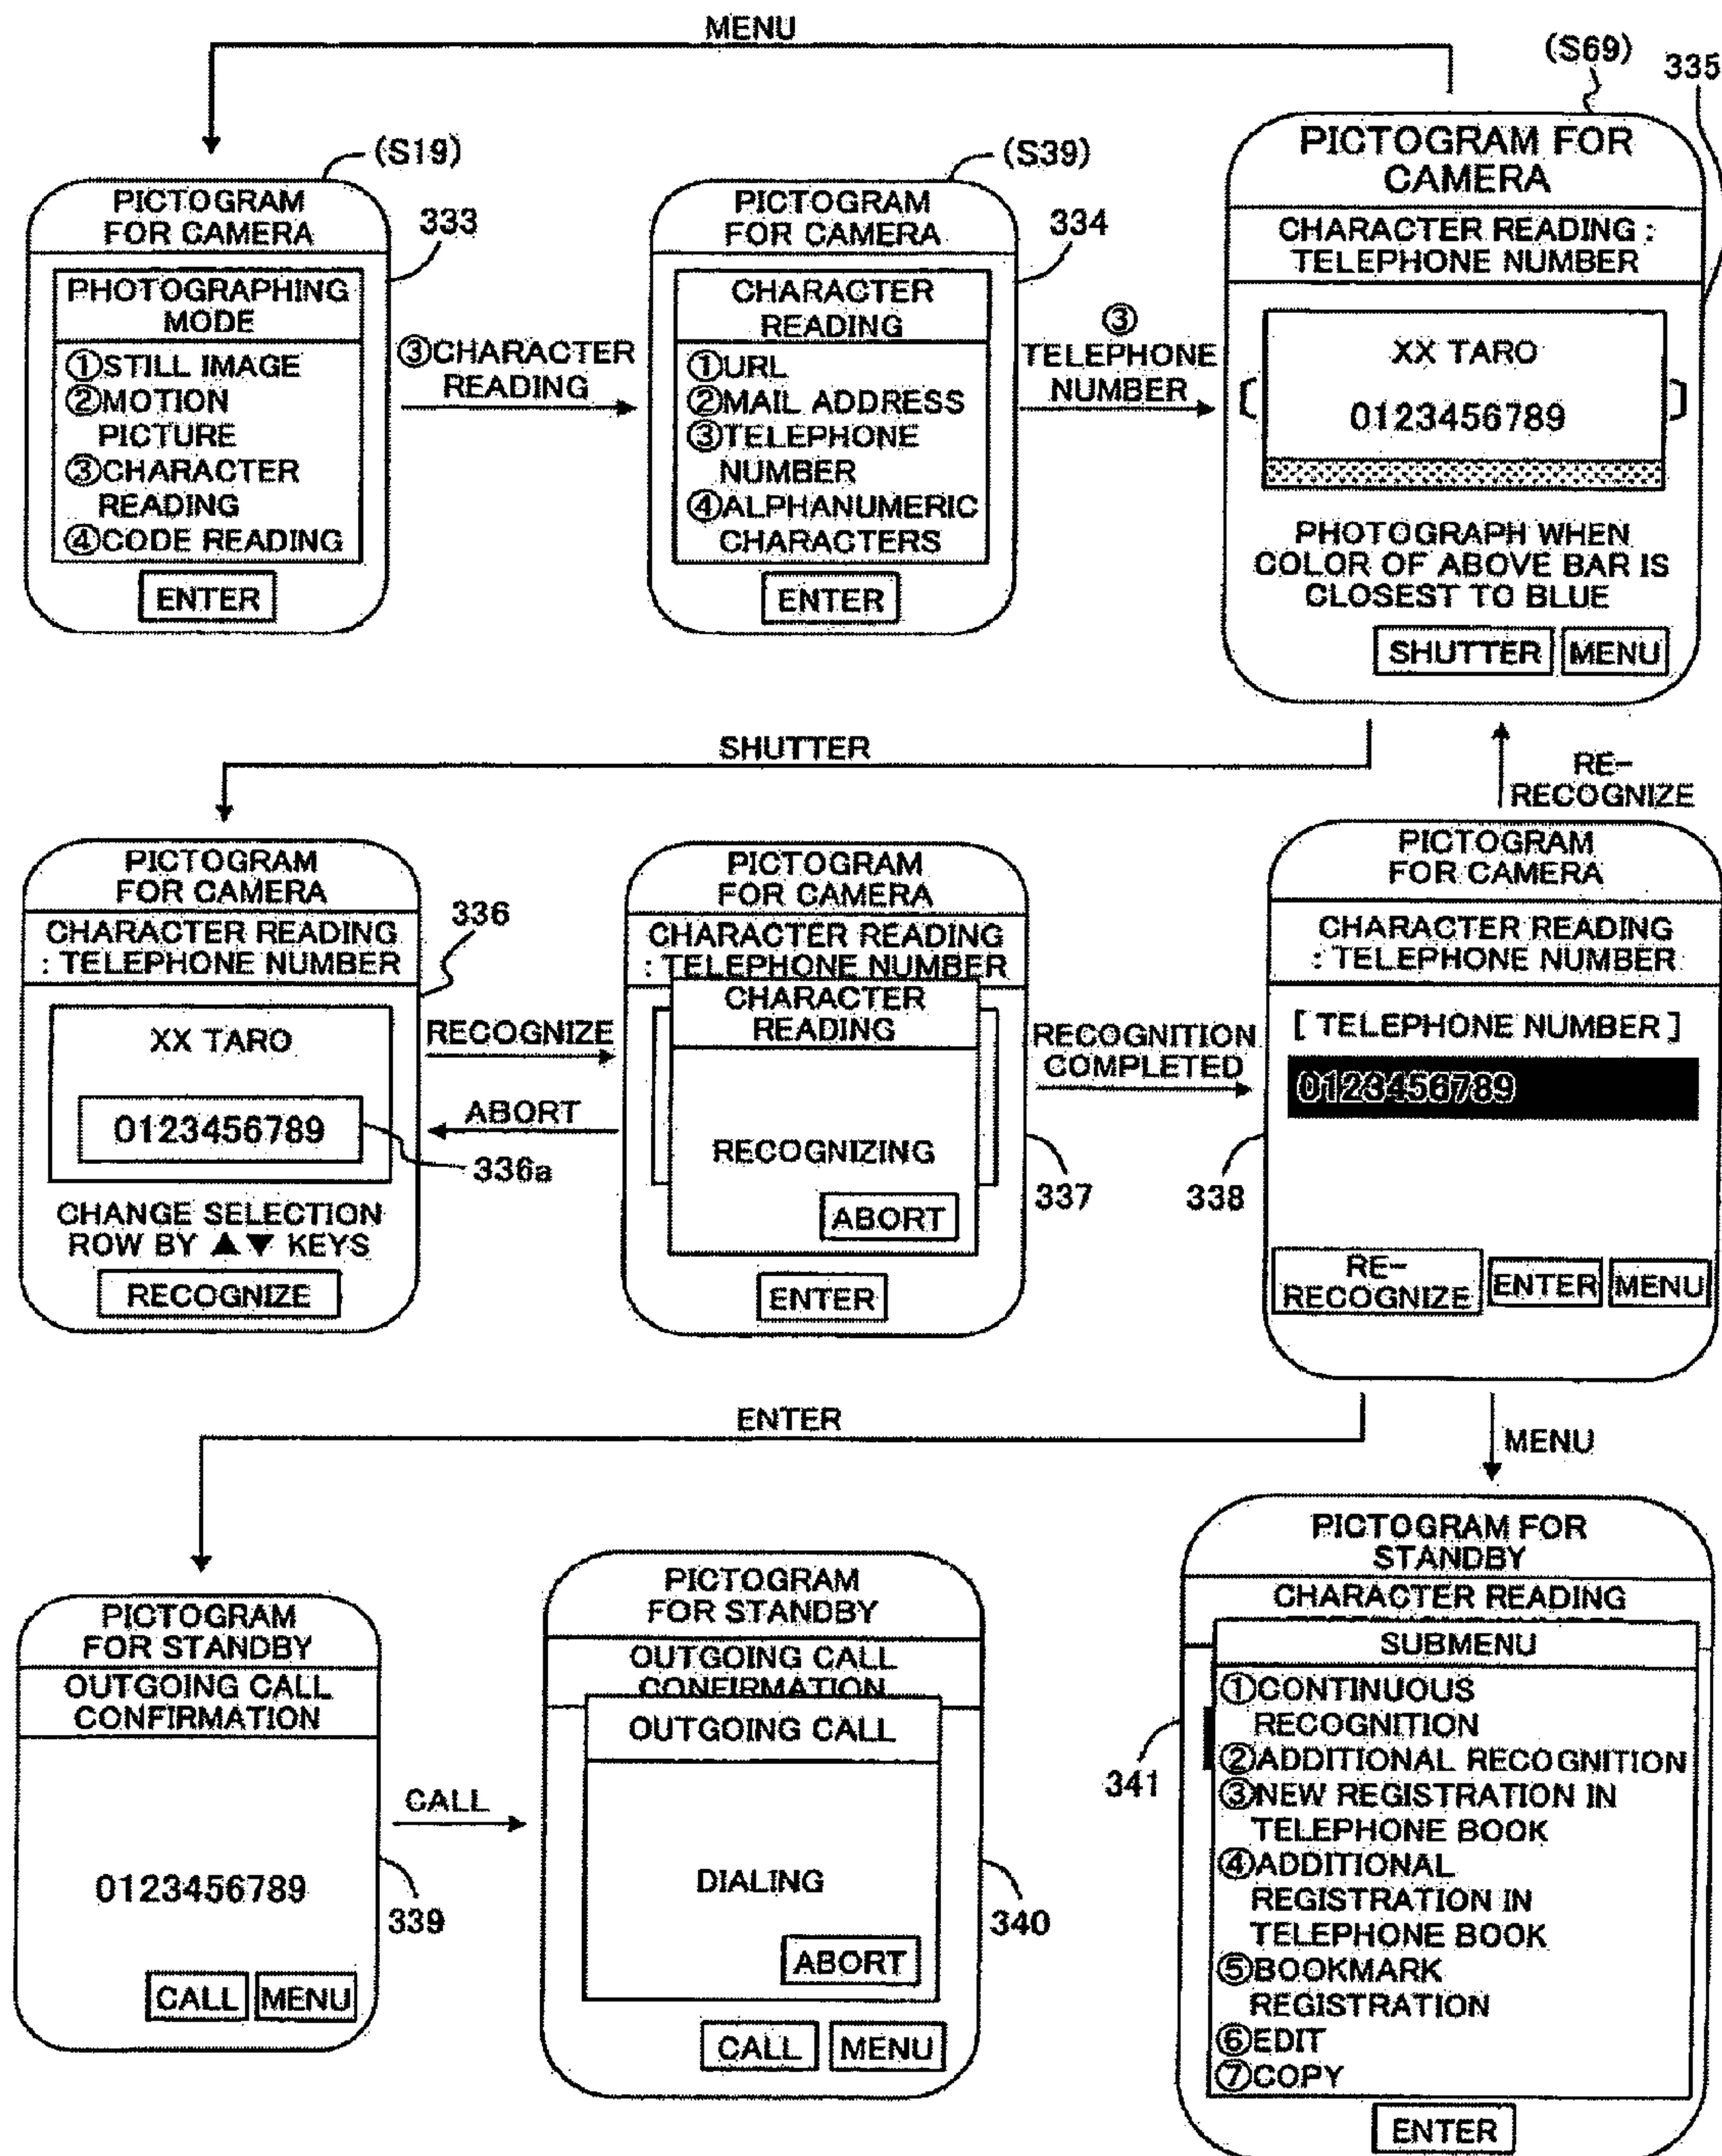 MENU
(S19)
PICTOGRAM
FOR CAMERA
333
PHOTOGRAPHING
MODE
①STILL IMAGE
②MOTION
PICTURE
③CHARACTER
READING
④CODE READING
ENTER
③CHARACTER
READING
(S39)
PICTOGRAM
FOR CAMERA
334
CHARACTER
READING
①URL
②MAIL ADDRESS
③TELEPHONE
NUMBER
④ALPHANUMERIC
CHARACTERS
ENTER
③
TELEPHONE
NUMBER
(S69)
335
PICTOGRAM FOR
CAMERA
CHARACTER READING :
TELEPHONE NUMBER
XX TARO
0123456789
PHOTOGRAPH WHEN
COLOR OF ABOVE BAR IS
CLOSEST TO BLUE
SHUTTER MENU
SHUTTER
RE-
RECOGNIZE
PICTOGRAM
FOR CAMERA
CHARACTER READING
: TELEPHONE NUMBER
336
XX TARO
0123456789
336a
CHANGE SELECTION
ROW BY ▲▼ KEYS
RECOGNIZE
RECOGNIZE
ABORT
PICTOGRAM
FOR CAMERA
CHARACTER READING
: TELEPHONE NUMBER
CHARACTER
READING
RECOGNIZING
ABORT
ENTER
337
RECOGNITION
COMPLETED
PICTOGRAM
FOR CAMERA
CHARACTER READING
: TELEPHONE NUMBER
[ TELEPHONE NUMBER ]
0123456789
338
RE-
RECOGNIZE ENTER MENU
ENTER
MENU
PICTOGRAM
FOR STANDBY
OUTGOING CALL
CONFIRMATION
0123456789
339
CALL MENU
CALL
PICTOGRAM
FOR STANDBY
OUTGOING CALL
CONFIRMATION
OUTGOING CALL
DIALING
ABORT
340
CALL MENU
PICTOGRAM FOR
STANDBY
CHARACTER READING
SUBMENU
341
①CONTINUOUS
RECOGNITION
②ADDITIONAL RECOGNITION
③NEW REGISTRATION IN
TELEPHONE BOOK
④ADDITIONAL
REGISTRATION IN
TELEPHONE BOOK
⑤BOOKMARK
REGISTRATION
⑥EDIT
⑦COPY
ENTER